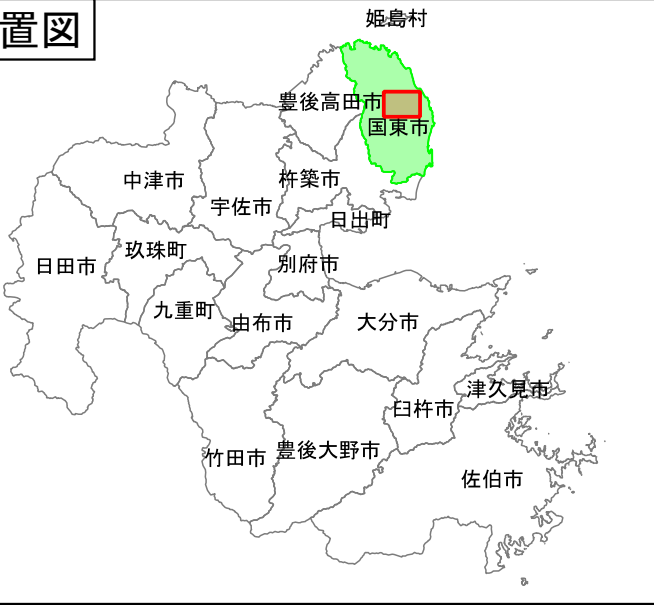 置図
姫島村
豊後高田市
国東市
中津市
杵築市
宇佐市
日出町
玖珠町
別府市
日田市
九重町
由布市
大分市
津久見市
臼杵市
竹田市
豊後大野市
佐伯市